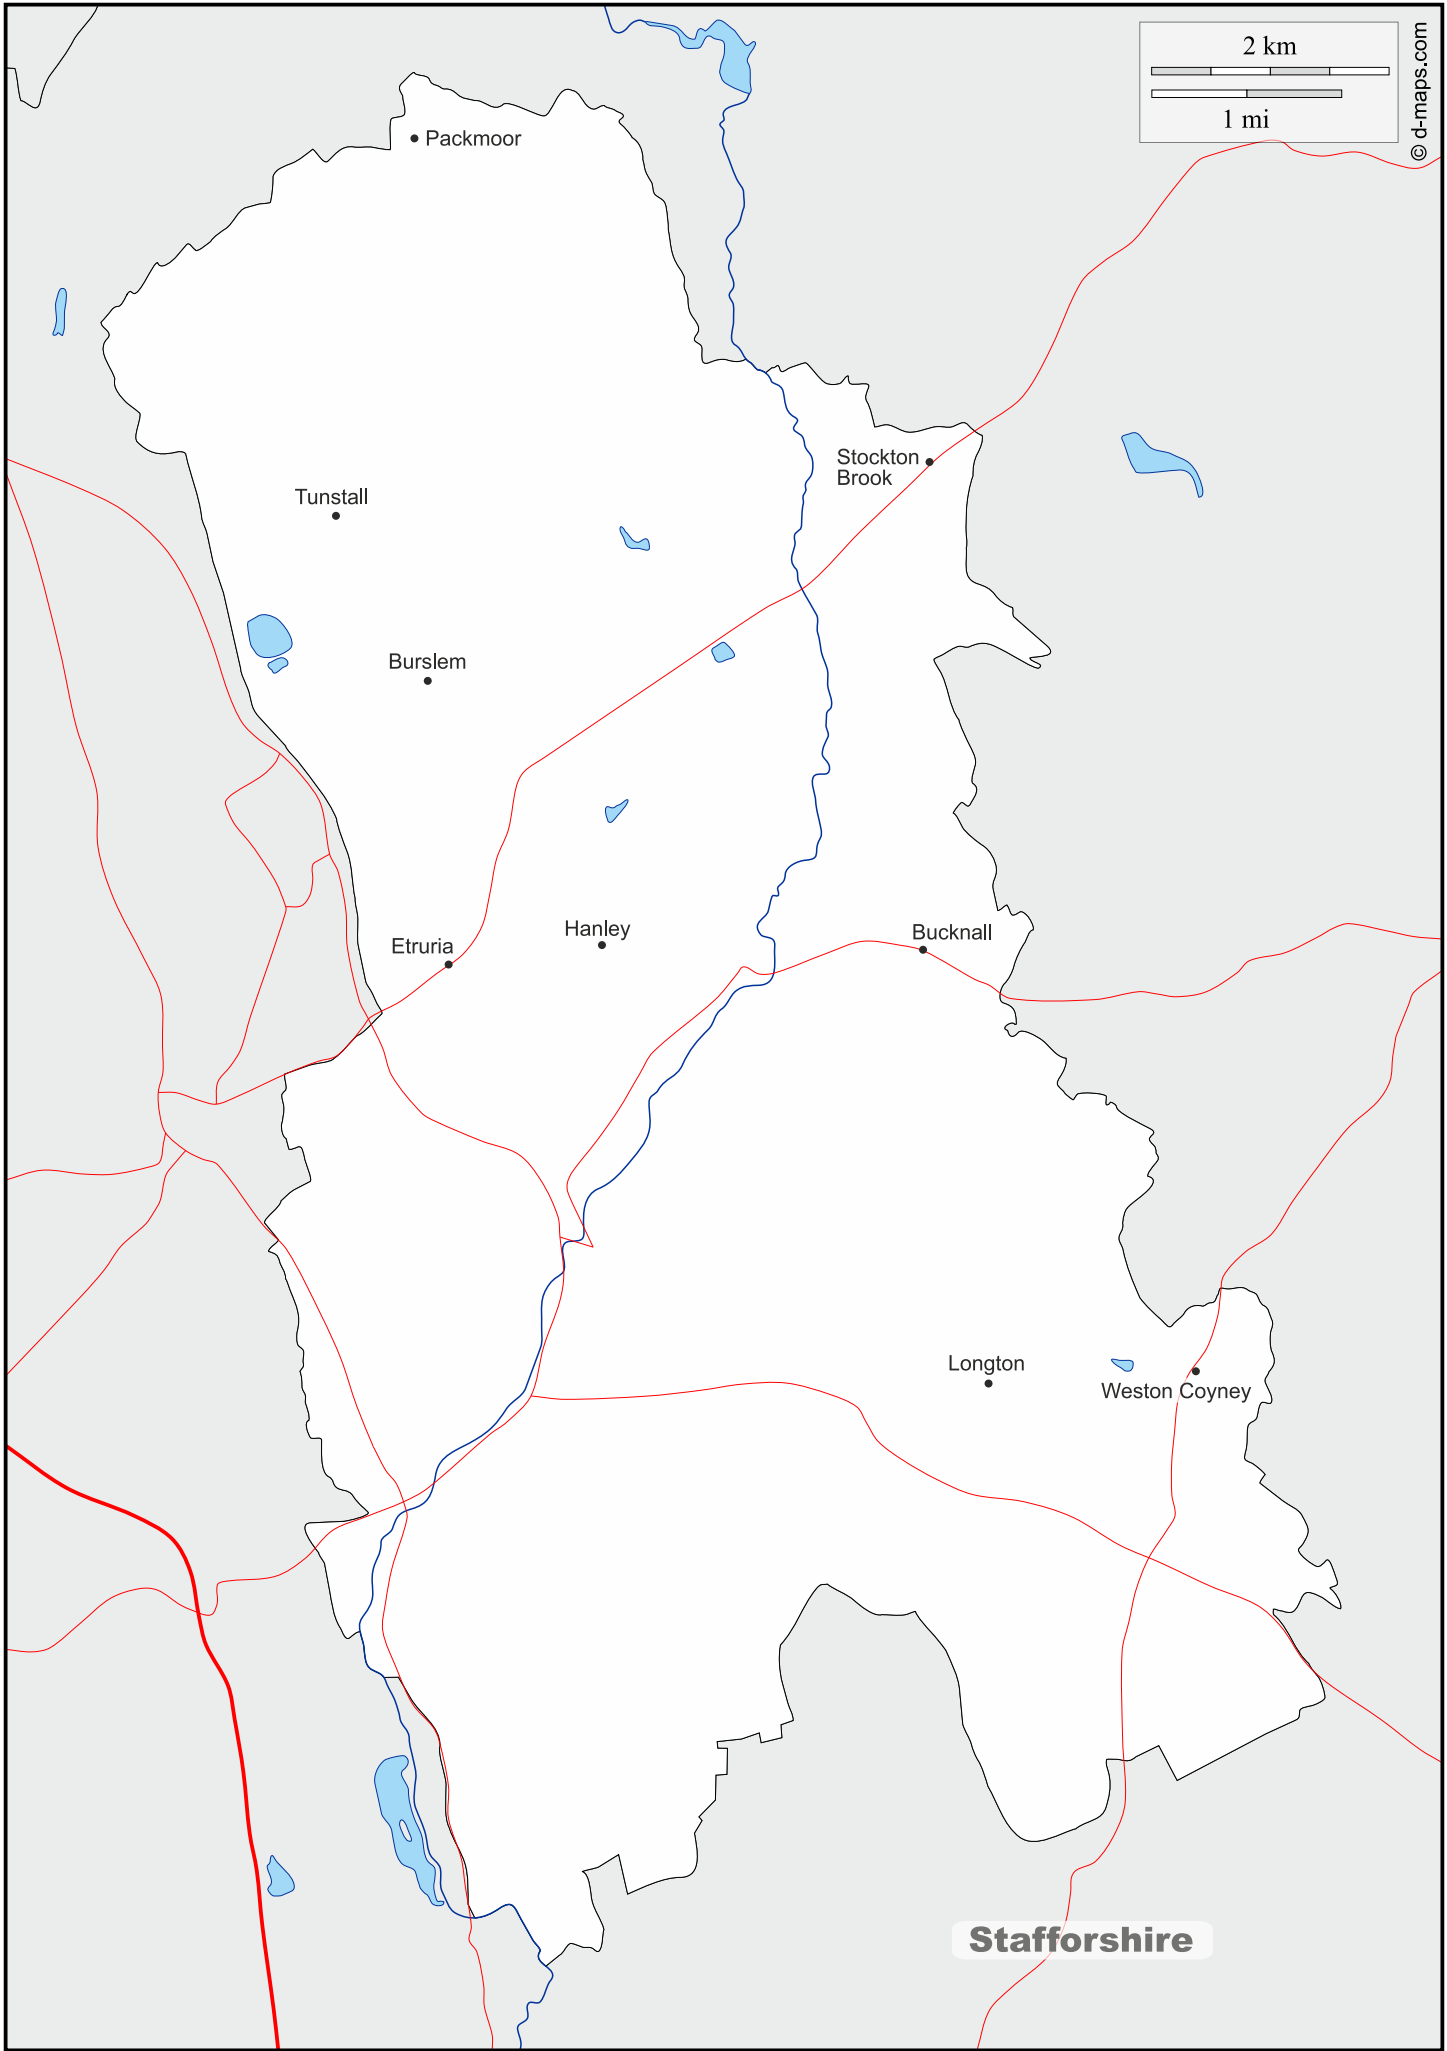 2 km
1 mi
© d-maps.com
Packmoor
Stockton
Brook
Tunstall
Burslem
Hanley
Etruria
Bucknall
Longton
Weston Coyney
Stafforshire